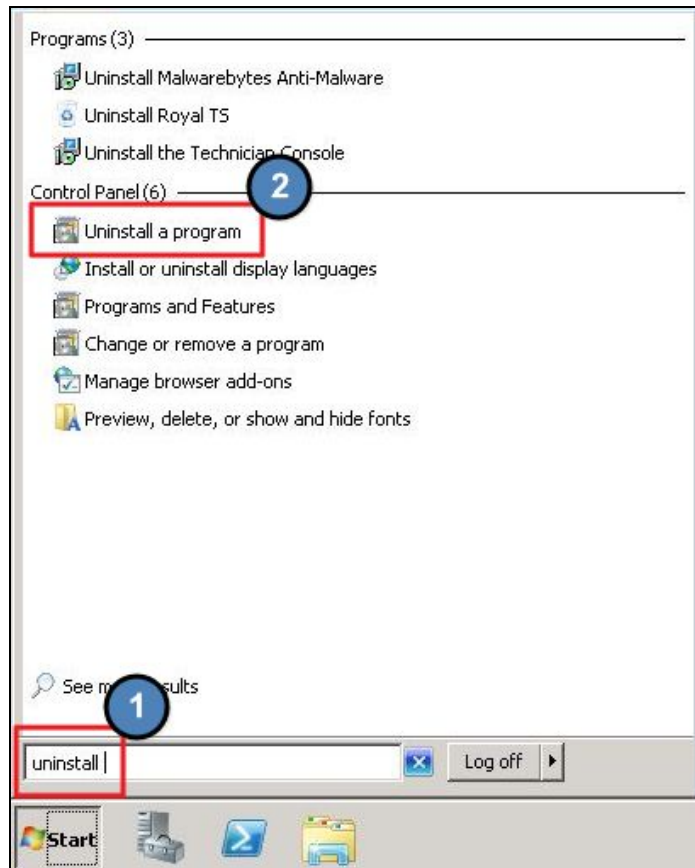 Programs (3)
Uninstall Malwarebytes Anti-Malware
Uninstall Royal TS
Uninstall the Technician Console
2
Control Panel (6)
Uninstall a program
Install or uninstall display languages
Programs and Features
Change or remove a program
Manage browser add-ons
Preview, delete, or show and hide fonts
See
1
uninstall
Log off
Start